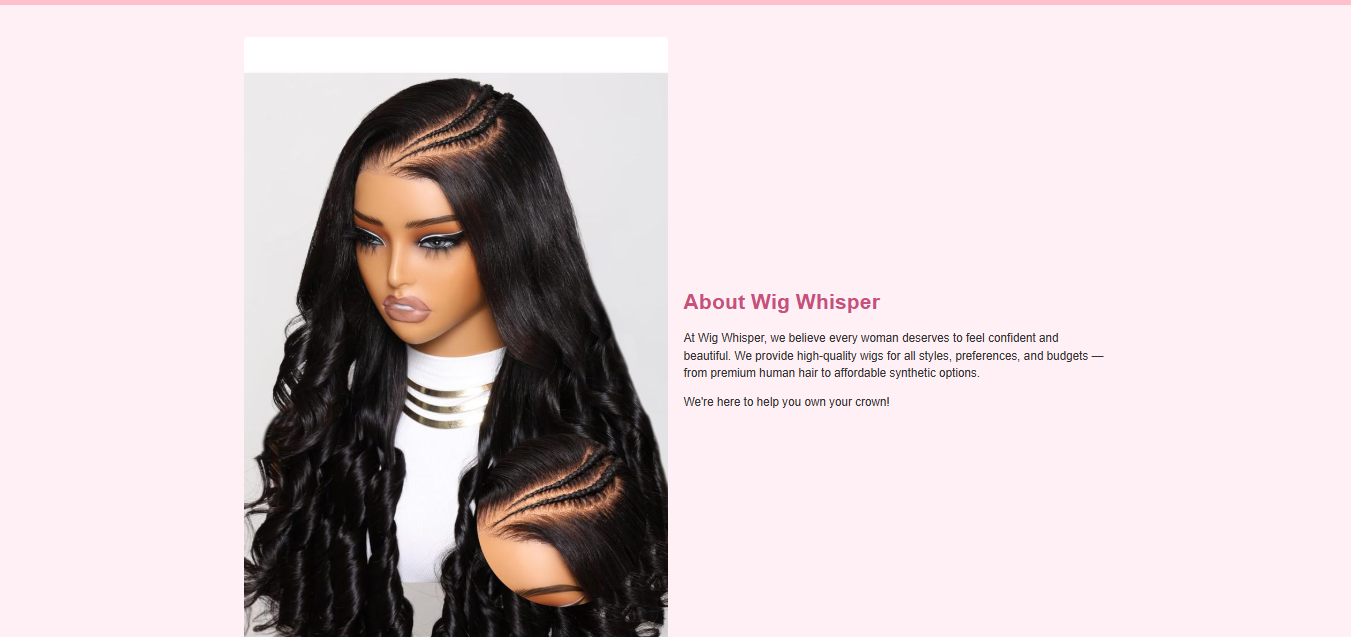 About Wig Whisper
At Wig Whisper, we believe every woman deserves to feel confident and
beautiful. We provide high-quality wigs for all styles, preferences, and budgets —
from premium human hair to affordable synthetic options.
We're here to help you own your crown!